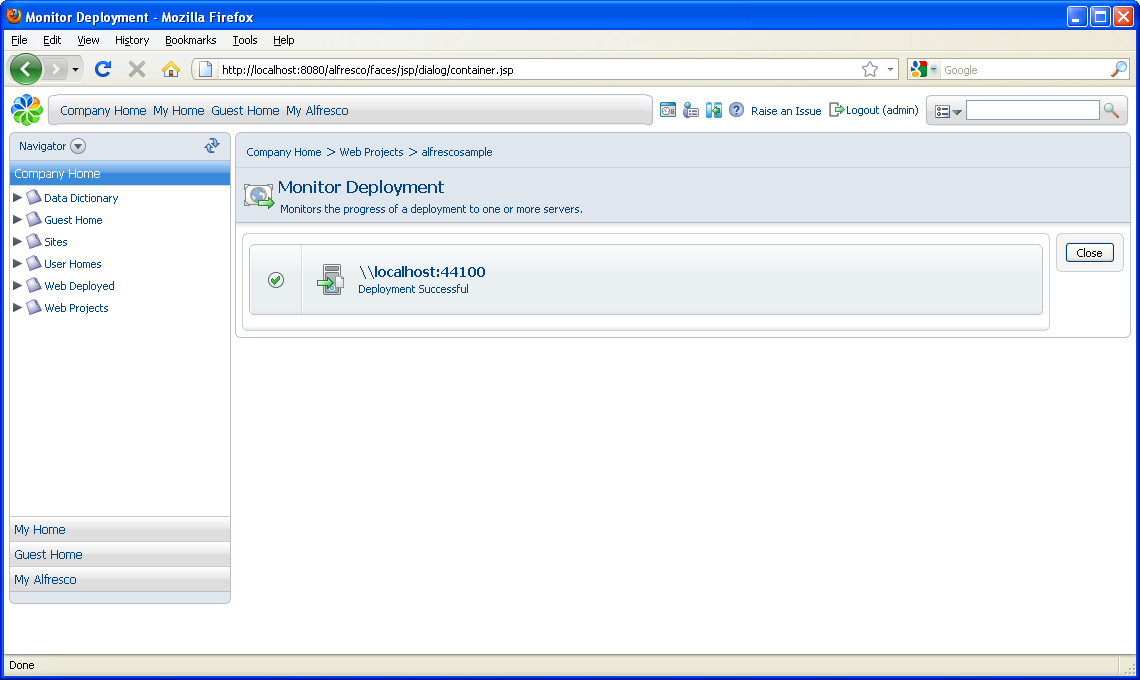 Monitor Deployment - Mozilla Firefox
File Edit View History Bookmarks Tools Help
http://localhost:8080/alfresco/faces/jsp/dialog/container.jsp
Google
Company Home My Home Guest Home My Alfresco
Raise an Issue Logout (admin)
Navigator
Company Home
Data Dictionary
Guest Home
Sites
User Homes
Web Deployed
Web Projects
My Home
Guest Home
My Alfresco
Company Home > Web Projects > alfrescosample
Monitor Deployment
Monitors the progress of a deployment to one or more servers.
\\localhost:44100
Deployment Successful
Close
Done